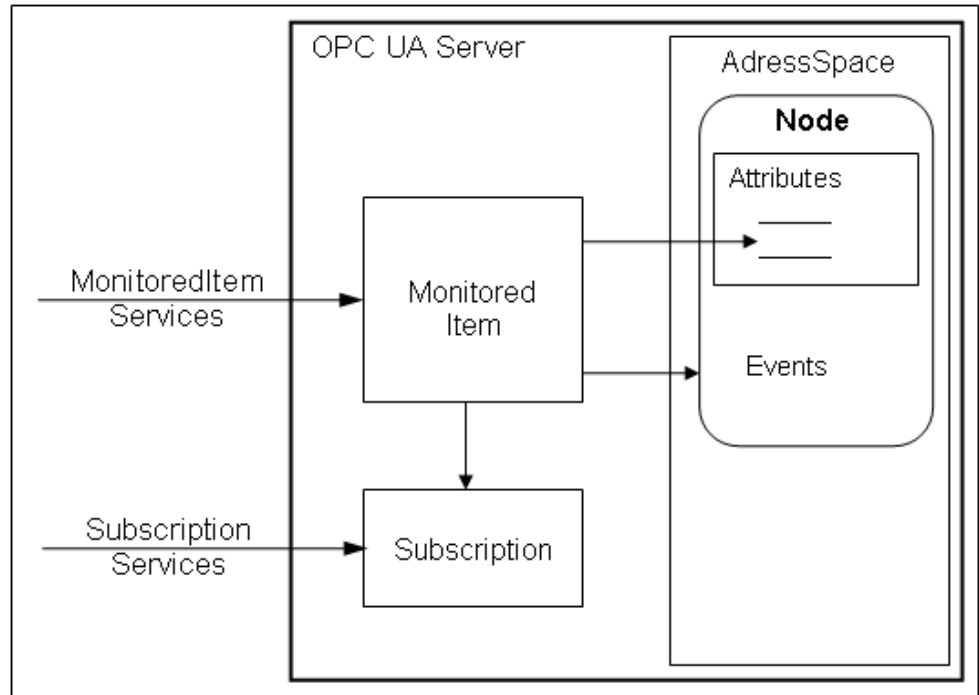 OPC UA Server
AdressSpace
Node
Attributes
MonitoredItem
Services
Monitored
Item
Events
Subscription
Services
Subscription